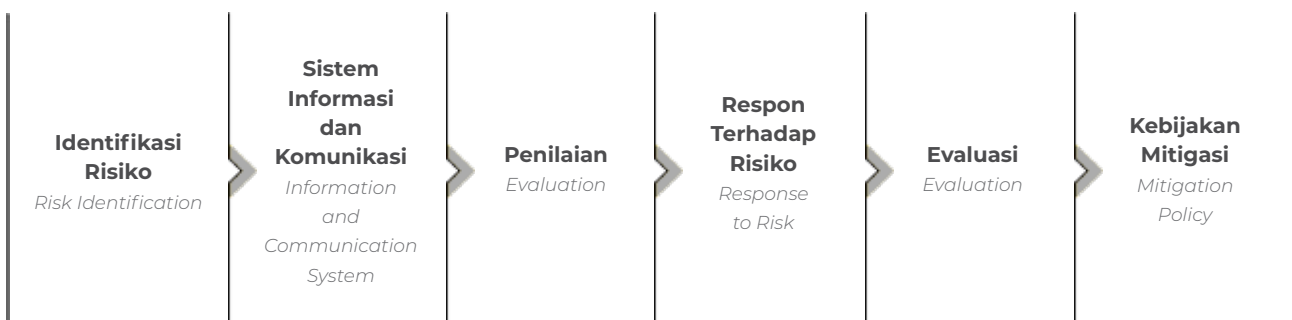 Identifikasi
Risiko
Risk Identification
Sistem
Informasi
dan
Komunikasi
Information
and
Communication
System
Penilaian
Evaluation
Respon
Terhadap
Risiko
Response
to Risk
Evaluasi
Evaluation
Kebijakan
Mitigasi
Mitigation
Policy